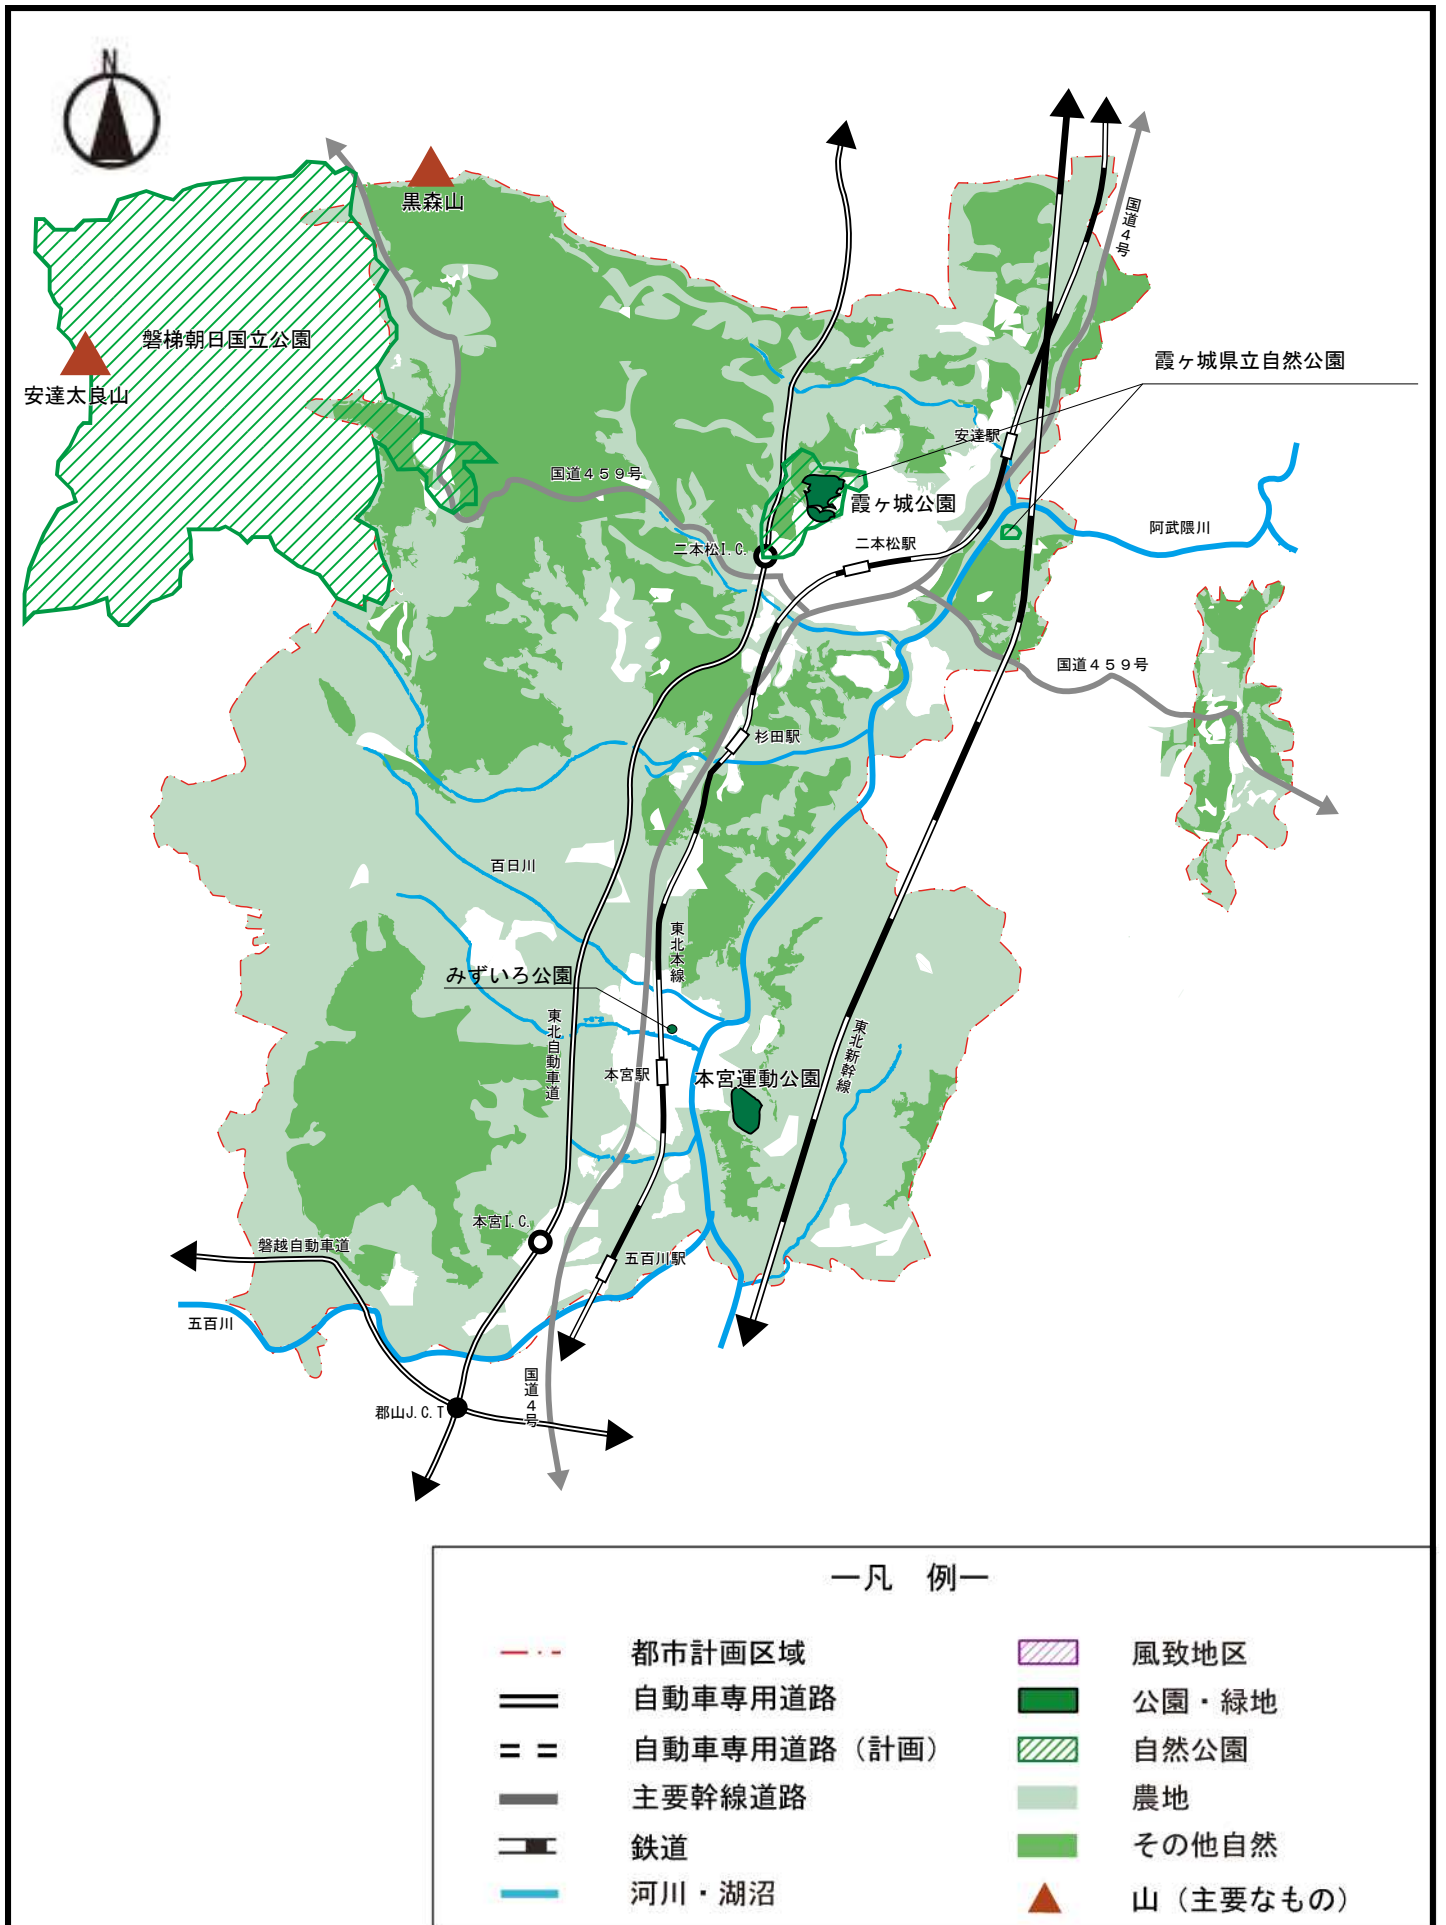 N
黒森山
国道4号
磐梯朝日国立公園
安達太良山
霞ヶ城県立自然公園
安達駅
国道459号
霞ヶ城公園
阿武隈川
二本松I.C.
二本松駅
国道459号
杉田駅
百日川
東北本線
みずいろ公園
東北自動車道
東北新幹線
本宮駅
本宮運動公園
本宮I.C.
磐越自動車道
五百川駅
五百川
国道4号
郡山J.C.T
―凡 例―
都市計画区域
自動車専用道路
自動車専用道路（計画）
主要幹線道路
鉄道
河川・湖沼
風致地区
公園・緑地
自然公園
農地
その他自然
山（主要なもの）